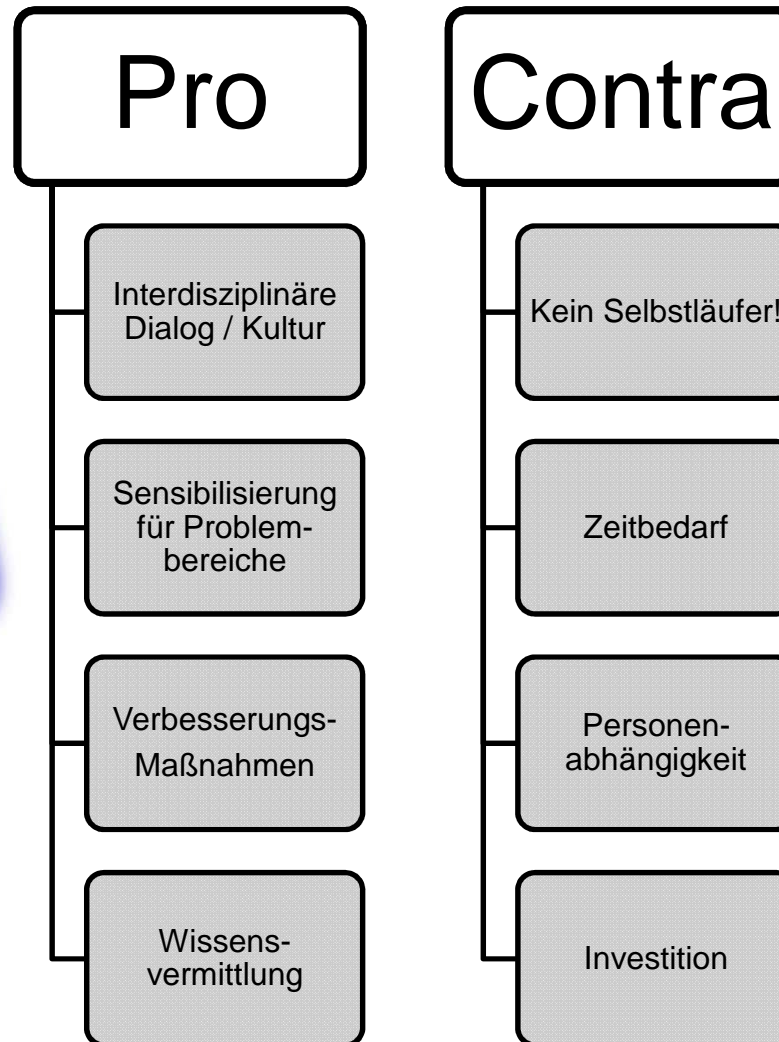 Pro
Interdisziplinäre
Dialog / Kultur
Sensibilisierung
für Problem-
bereiche
Verbesserungs-
Maßnahmen
Wissens-
vermittlung
Contra
Kein Selbstläufer!
Zeitbedarf
Personen-
abhängigkeit
Investition